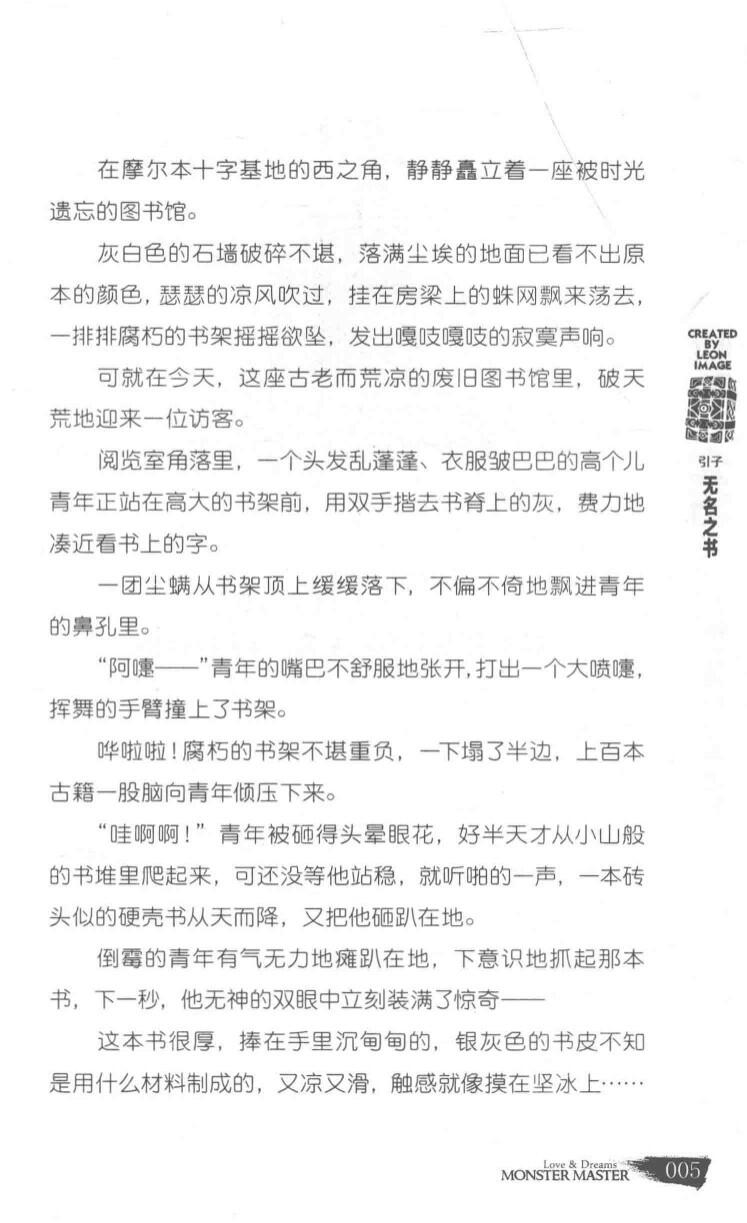 在摩尔本十字基地的西之角，静静矗立着一座被时光
遗忘的图书馆。
灰白色的石墙破碎不堪，落满尘埃的地面已看不出原
本的颜色，瑟瑟的凉风吹过，挂在房梁上的蛛网飘来荡去，
一排排腐朽的书架摇摇欲坠，发出嘎吱嘎吱的寂寞声响。
可就在今天，这座古老而荒凉的废旧图书馆里，破天
荒地迎来一位访客。
阅览室角落里，一个头发乱蓬蓬、衣服皱巴巴的高个儿
青年正站在高大的书架前，用双手揩去书脊上的灰，费力地
凑近看书上的字。
一团尘螨从书架顶上缓缓落下，不偏不倚地飘进青年
的鼻孔里。
“阿嚏——”青年的嘴巴不舒服地张开，打出一个大喷嚏，
挥舞的手臂撞上了书架。
哗啦啦！腐朽的书架不堪重负，一下塌了半边，上百本
古籍一股脑向青年倾压下来。
“哇啊啊！”青年被砸得头晕眼花，好半天才从小山般
的书堆里爬起来，可还没等他站稳，就听啪的一声，一本砖
头似的硬壳书从天而降，又把他砸趴在地。
倒霉的青年有气无力地瘫趴在地，下意识地抓起那本
书，下一秒，他无神的双眼中立刻装满了惊奇——
这本书很厚，捧在手里沉甸甸的，银灰色的书皮不知
是用什么材料制成的，又凉又滑，触感就像摸在坚冰上……
CREATED
BY
LEON
IMAGE
引子
无名之书
Love & Dreams
MONSTER MASTER
005